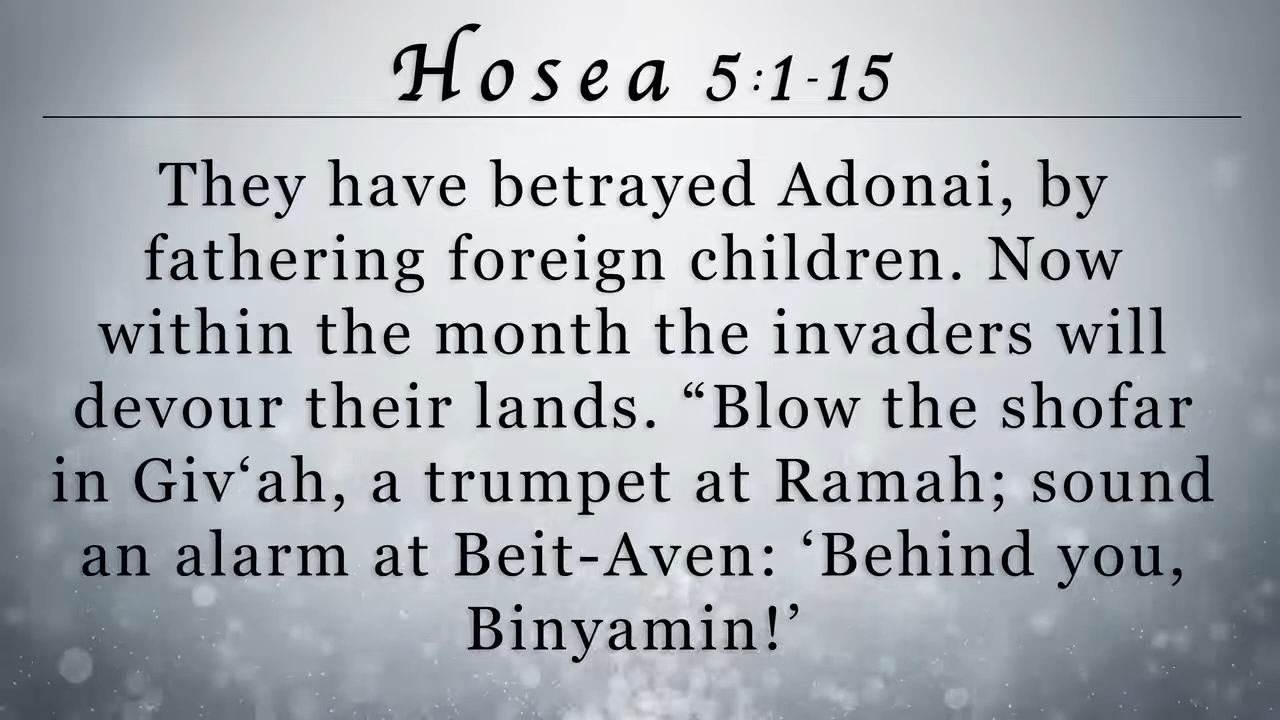 Hosea 5:1-15
They have betrayed Adonai, by
fathering foreign children. Now
within the month the invaders will
devour their lands. “Blow the shofar
in Giv‘ah, a trumpet at Ramah; sound
an alarm at Beit-Aven: ‘Behind you,
Binyamin!’